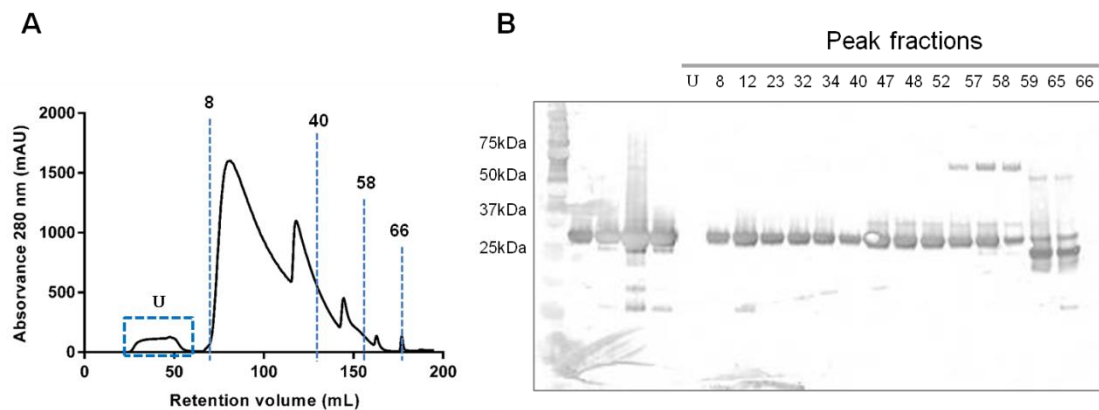 A
Absorvance 280 nm (mAU)
2000
1500
1000
500
0
8
40
58
66
U
0 50 100 150 200
Retention volume (mL)
B
Peak fractions
U 8 12 23 32 34 40 47 48 52 57 58 59 65 66
75kDa
50kDa
37kDa
25kDa